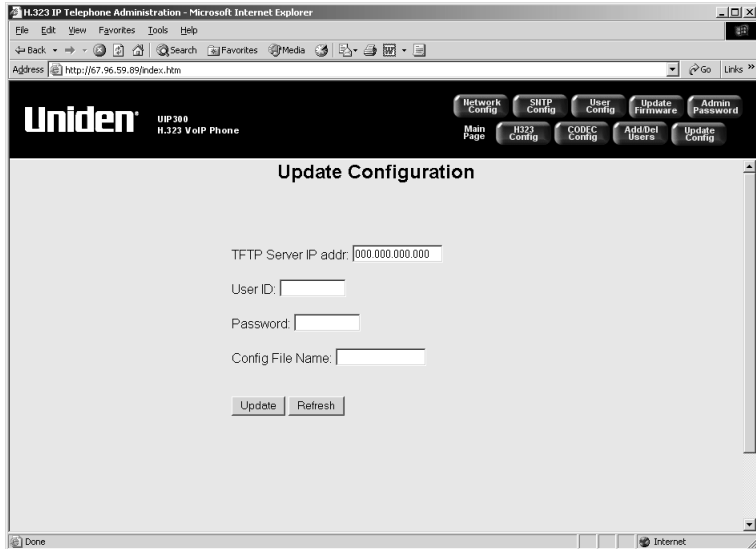 H.323 IP Telephone Administration - Microsoft Internet Explorer
File Edit View Favorites Tools Help
Back Search Favorites Media
Address http://67.96.59.89/index.htm Go Links »
Uniden UIP300 H.323 VoIP Phone
Network Config SNTP Config User Config Update Firmware Admin Password
Main Page H323 Config CODEC Config Add/Del Users Update Config
Update Configuration
TFTP Server IP addr: 000.000.000.000
User ID:
Password:
Config File Name:
Update Refresh
Done Internet